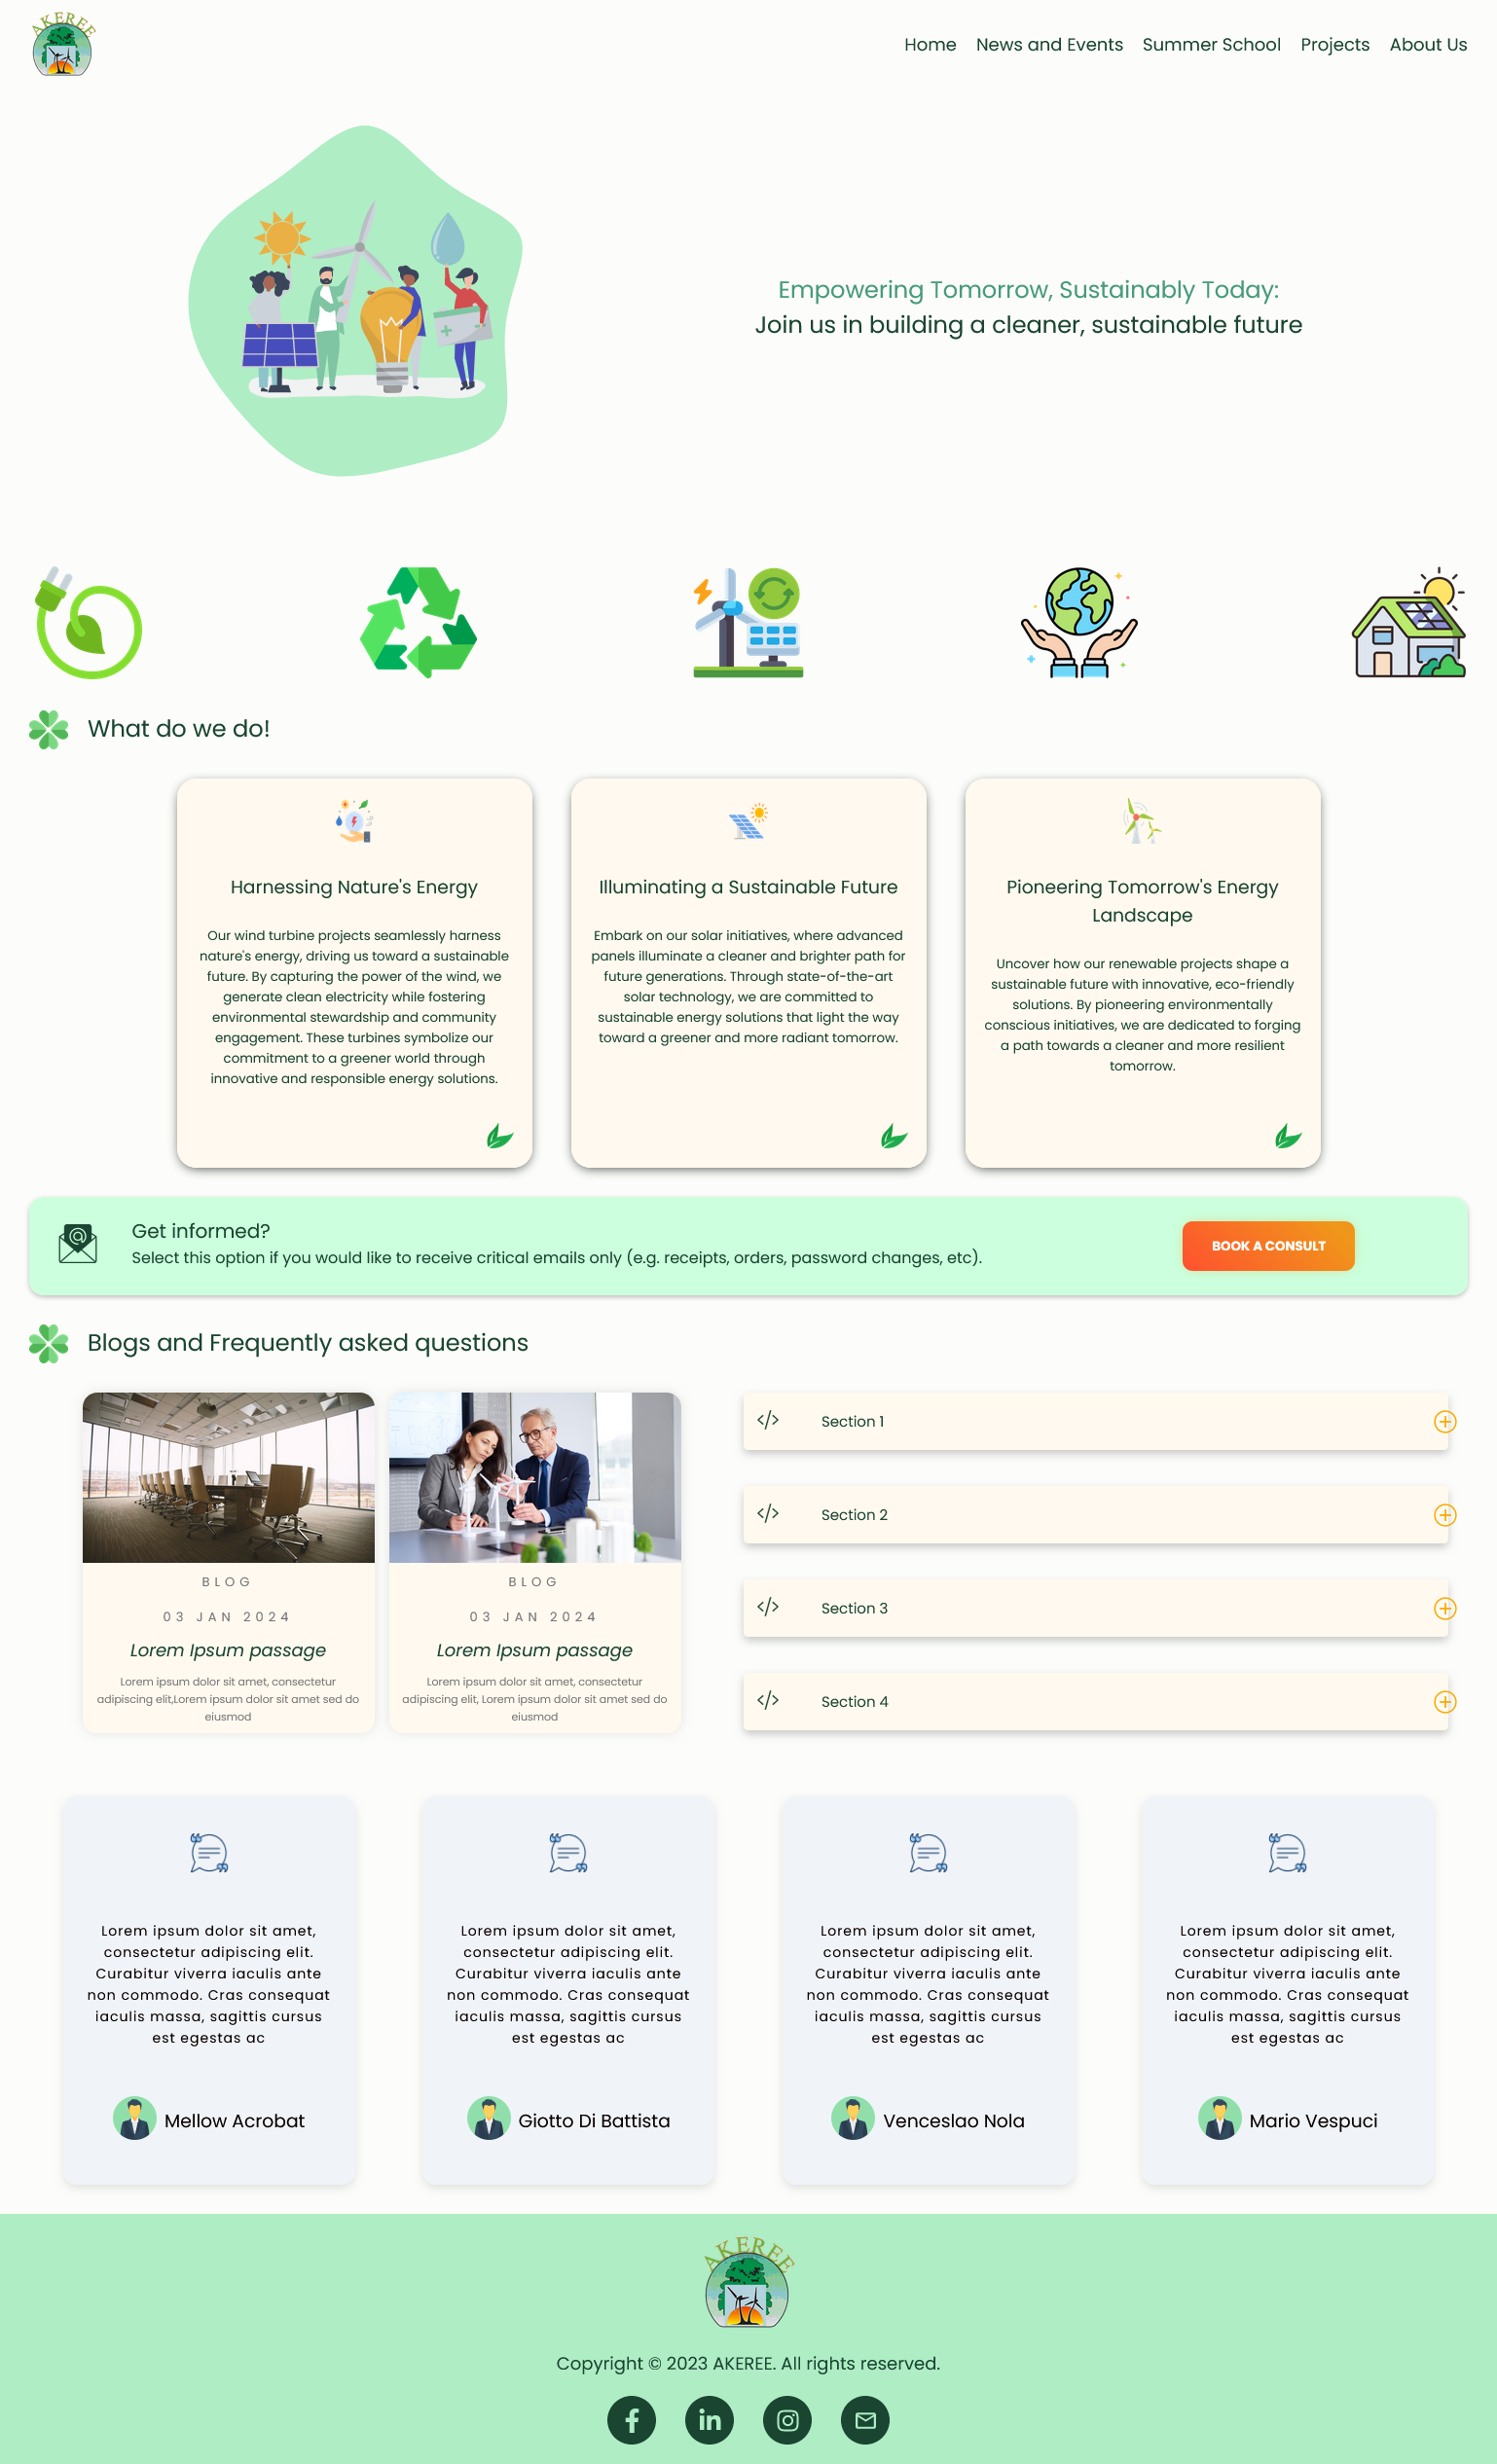 AKEREE
Home News and Events Summer School Projects About Us
Empowering Tomorrow, Sustainably Today:
Join us in building a cleaner, sustainable future
What do we do!
Harnessing Nature's Energy
Our wind turbine projects seamlessly harness
nature's energy, driving us toward a sustainable
future. By capturing the power of the wind, we
generate clean electricity while fostering
environmental stewardship and community
engagement. These turbines symbolize our
commitment to a greener world through
innovative and responsible energy solutions.
Illuminating a Sustainable Future
Embark on our solar initiatives, where advanced
panels illuminate a cleaner and brighter path for
future generations. Through state-of-the-art
solar technology, we are committed to
sustainable energy solutions that light the way
toward a greener and more radiant tomorrow.
Pioneering Tomorrow's Energy
Landscape
Uncover how our renewable projects shape a
sustainable future with innovative, eco-friendly
solutions. By pioneering environmentally
conscious initiatives, we are dedicated to forging
a path towards a cleaner and more resilient
tomorrow.
Get informed?
Select this option if you would like to receive critical emails only (e.g. receipts, orders, password changes, etc).
BOOK A CONSULT
Blogs and Frequently asked questions
BLOG
03 JAN 2024
Lorem Ipsum passage
Lorem ipsum dolor sit amet, consectetur
adipiscing elit,Lorem ipsum dolor sit amet sed do
eiusmod
BLOG
03 JAN 2024
Lorem Ipsum passage
Lorem ipsum dolor sit amet, consectetur
adipiscing elit, Lorem ipsum dolor sit amet sed do
eiusmod
Section 1
Section 2
Section 3
Section 4
Lorem ipsum dolor sit amet,
consectetur adipiscing elit.
Curabitur viverra iaculis ante
non commodo. Cras consequat
iaculis massa, sagittis cursus
est egestas ac
Mellow Acrobat
Lorem ipsum dolor sit amet,
consectetur adipiscing elit.
Curabitur viverra iaculis ante
non commodo. Cras consequat
iaculis massa, sagittis cursus
est egestas ac
Giotto Di Battista
Lorem ipsum dolor sit amet,
consectetur adipiscing elit.
Curabitur viverra iaculis ante
non commodo. Cras consequat
iaculis massa, sagittis cursus
est egestas ac
Venceslao Nola
Lorem ipsum dolor sit amet,
consectetur adipiscing elit.
Curabitur viverra iaculis ante
non commodo. Cras consequat
iaculis massa, sagittis cursus
est egestas ac
Mario Vespuci
AKEREE
Copyright © 2023 AKEREE. All rights reserved.